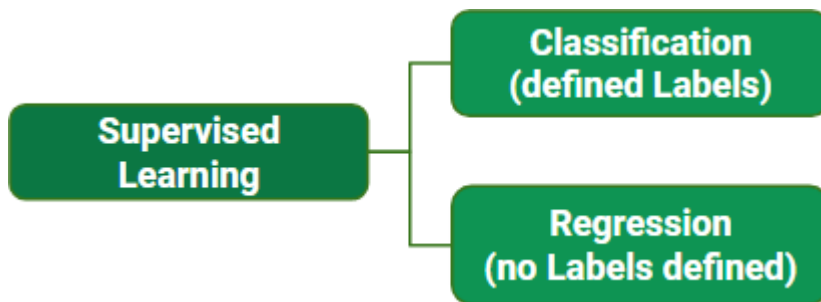 Classification
(defined Labels)
Supervised
Learning
Regression
(no Labels defined)